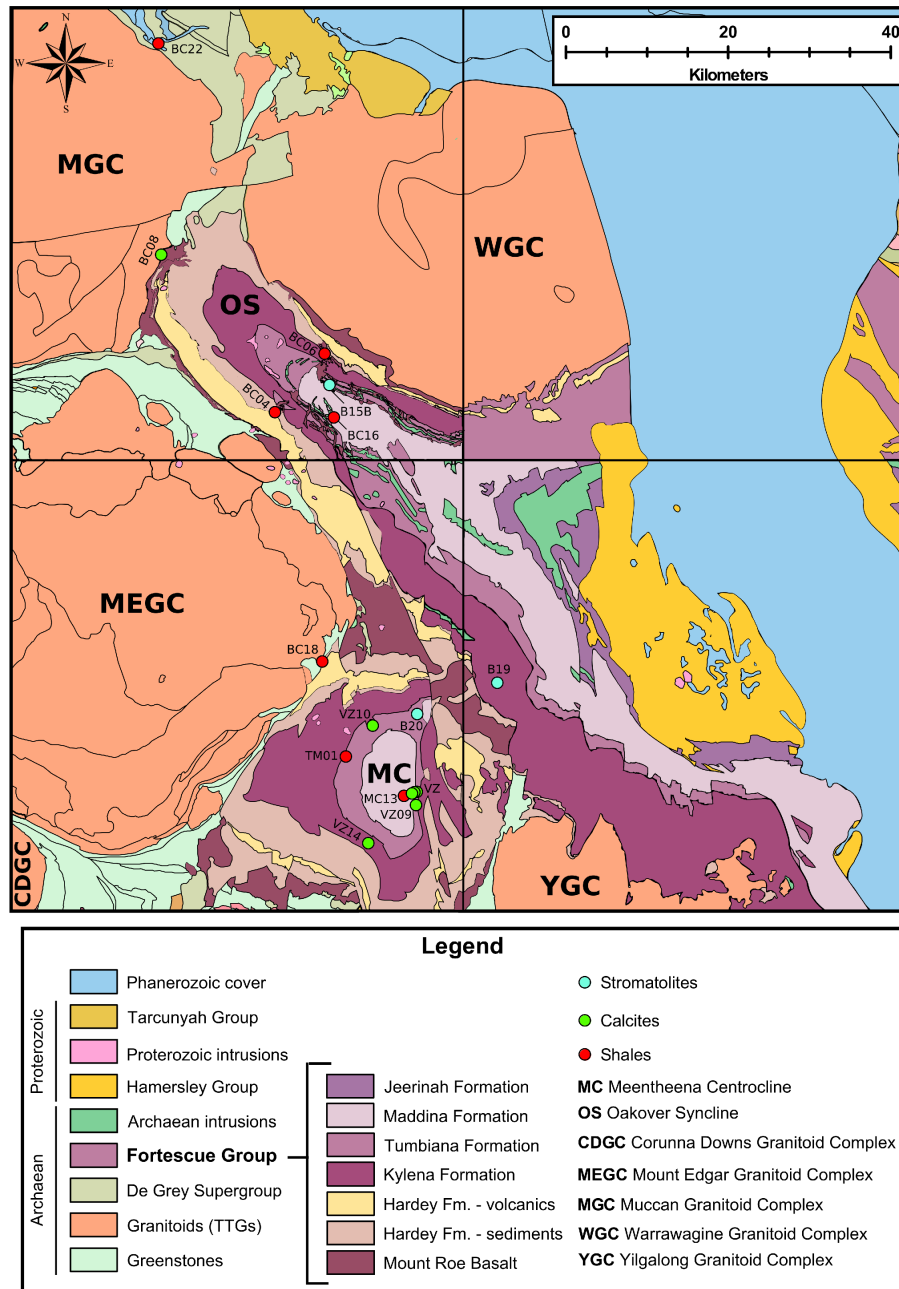 N
W
E
S
0 20 40
Kilometers
BC22
MGC
WGC
BC08
OS
BC06
BC04
B15B
BC16
MEGC
BC18
B19
VZ10
B20
TM01
MC
MC13
VZ
VZ09
VZ14
CDGC
YGC
Legend
Proterozoic
Archaean
Phanerozoic cover
Tarcunyah Group
Proterozoic intrusions
Hamersley Group
Archaean intrusions
Fortescue Group
De Grey Supergroup
Granitoids (TTGs)
Greenstones
Jeerinah Formation
Maddina Formation
Tumbiana Formation
Kylena Formation
Hardey Fm. - volcanics
Hardey Fm. - sediments
Mount Roe Basalt
Stromatolites
Calcites
Shales
MC Meentheena Centrocline
OS Oakover Syncline
CDGC Corunna Downs Granitoid Complex
MEGC Mount Edgar Granitoid Complex
MGC Muccan Granitoid Complex
WGC Warrawagine Granitoid Complex
YGC Yilgalong Granitoid Complex